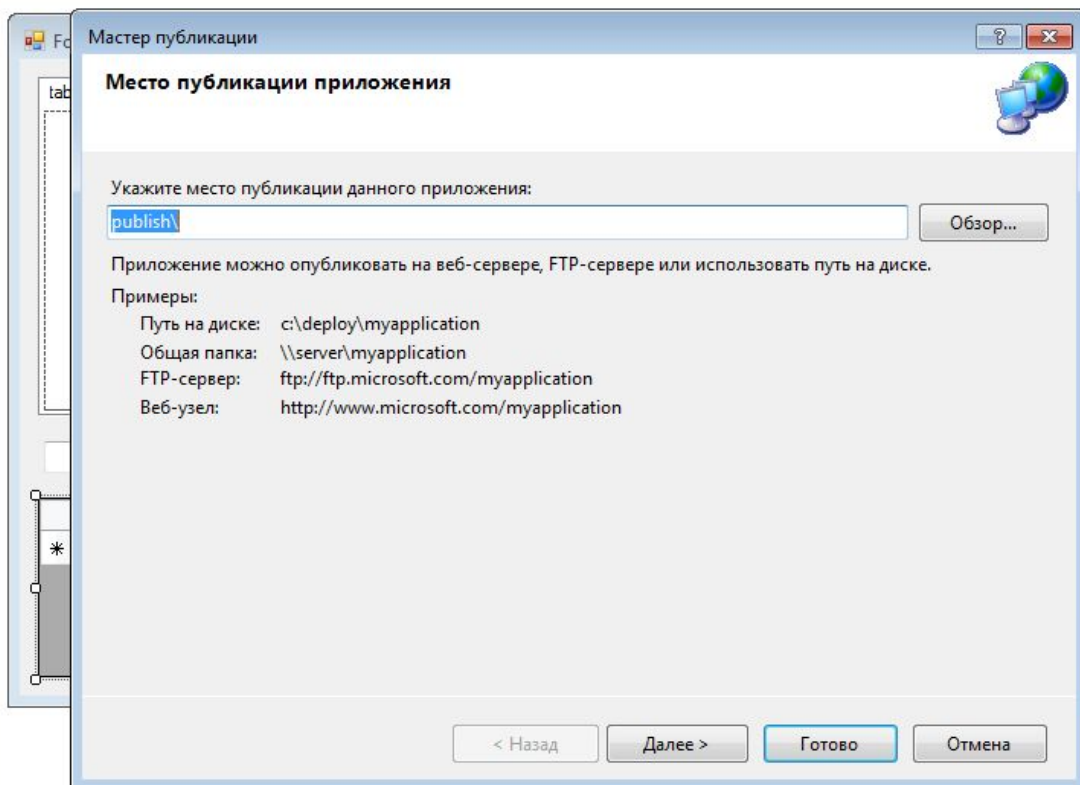 Fo
Мастер публикации
tab
Место публикации приложения
Укажите место публикации данного приложения:
publish\
Обзор...
Приложение можно опубликовать на веб-сервере, FTP-сервере или использовать путь на диске.
Примеры:
Путь на диске: c:\deploy\myapplication
Общая папка: \\server\myapplication
FTP-сервер: ftp://ftp.microsoft.com/myapplication
Веб-узел: http://www.microsoft.com/myapplication
< Назад Далее > Готово Отмена